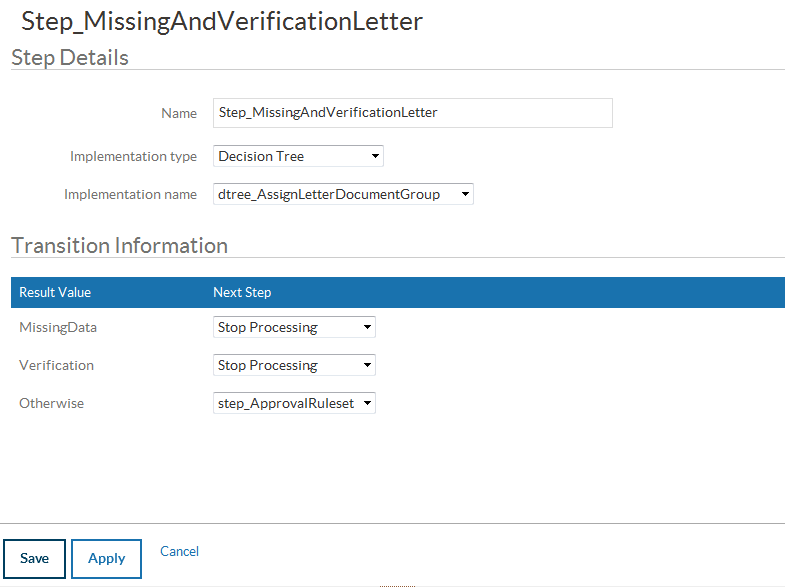 Step_MissingAndVerificationLetter
Step Details
Name Step_MissingAndVerificationLetter
Implementation type Decision Tree
Implementation name dtree_AssignLetterDocumentGroup
Transition Information
Result Value Next Step
MissingData Stop Processing
Verification Stop Processing
Otherwise step_ApprovalRuleset
Save Apply Cancel